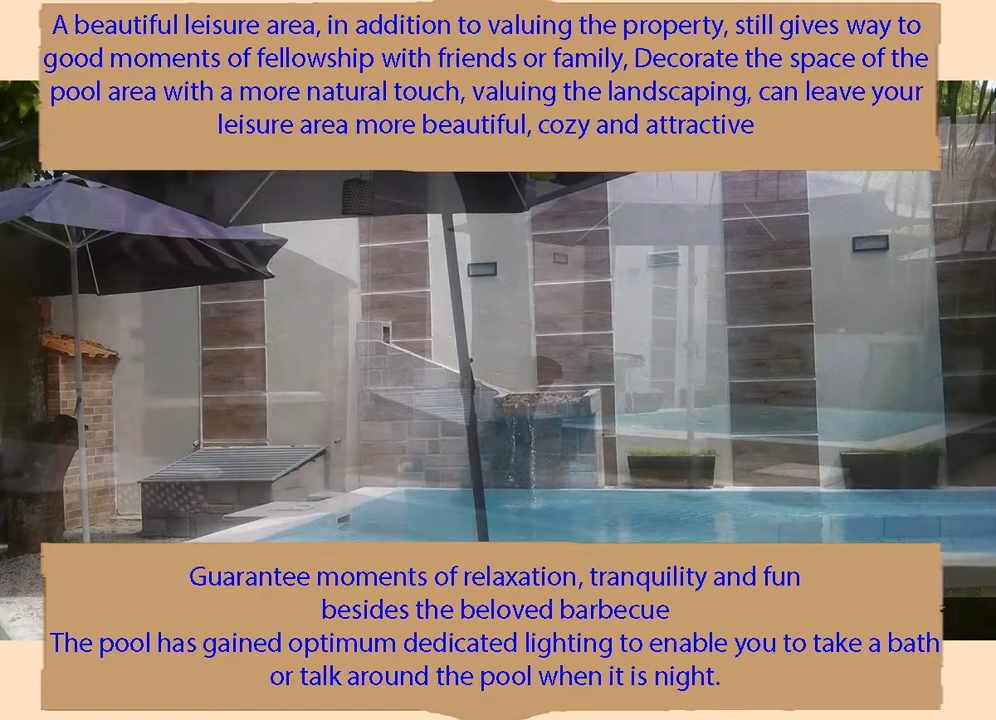 A beautiful leisure area, in addition to valuing the property, still gives way to
good moments of fellowship with friends or family, Decorate the space of the
pool area with a more natural touch, valuing the landscaping, can leave your
leisure area more beautiful, cozy and attractive
Guarantee moments of relaxation, tranquility and fun
besides the beloved barbecue
The pool has gained optimum dedicated lighting to enable you to take a bath
or talk around the pool when it is night.